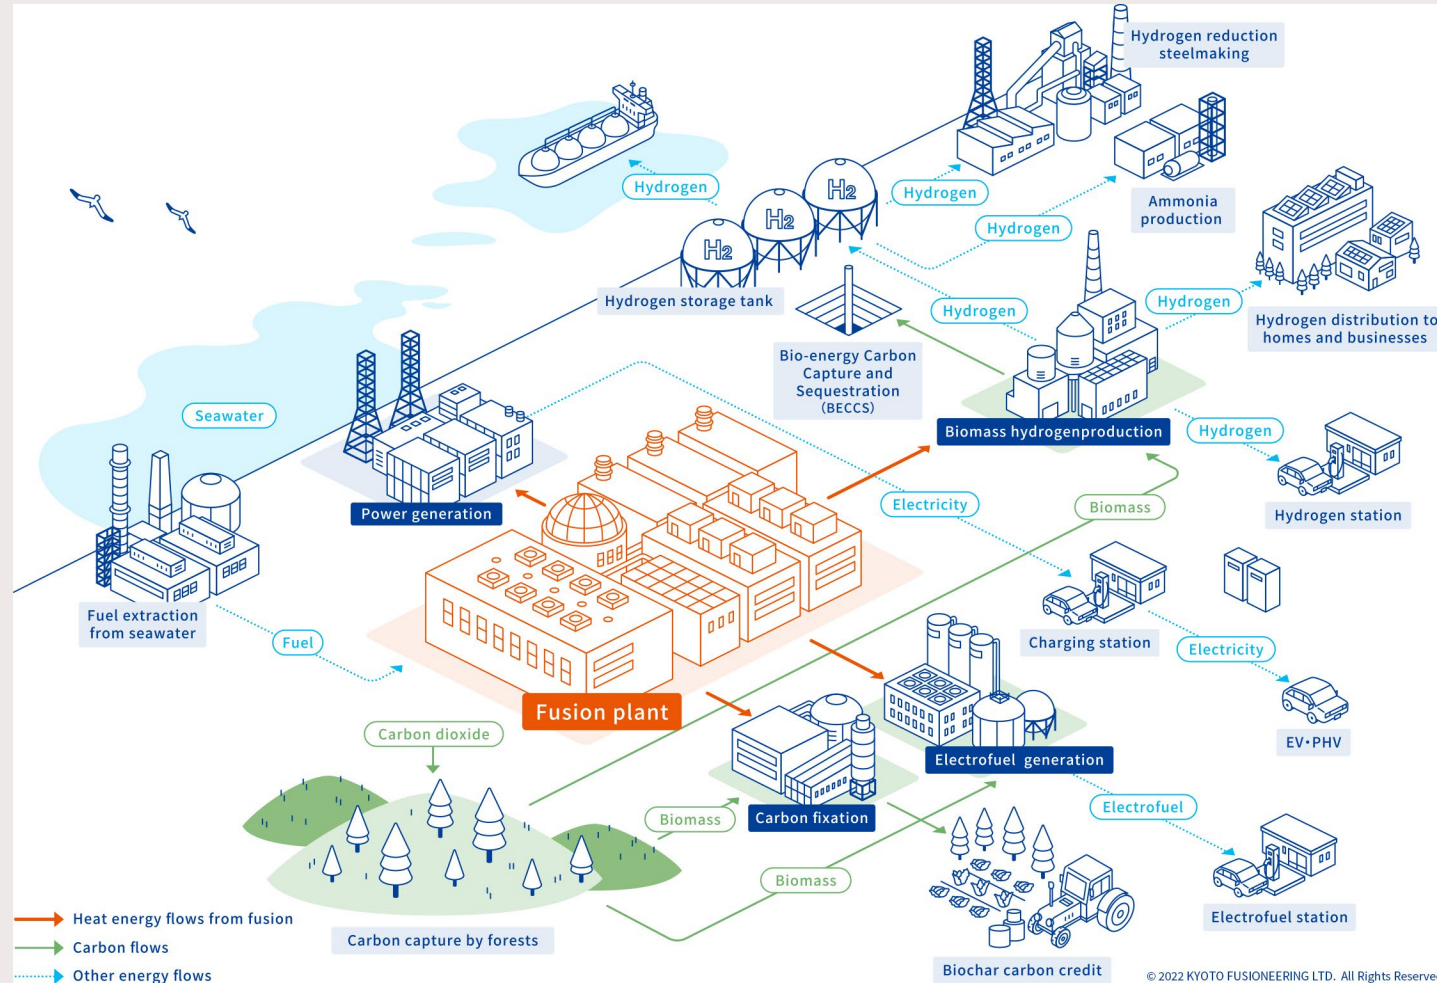 Hydrogen reduction
steelmaking
Hydrogen
Hydrogen
H2
H2
H2
Ammonia
production
Hydrogen
Hydrogen storage tank
Hydrogen
Hydrogen
Hydrogen distribution to
homes and businesses
Bio-energy Carbon
Capture and
Sequestration
(BECCS)
Seawater
Biomass hydrogenproduction
Hydrogen
Power generation
Electricity
Biomass
Hydrogen station
Fuel extraction
from seawater
Fuel
Charging station
Electricity
Fusion plant
Carbon dioxide
EV・PHV
Electrofuel generation
Biomass
Carbon fixation
Electrofuel
Biomass
Heat energy flows from fusion
Carbon flows
Other energy flows
Carbon capture by forests
Electrofuel station
Biochar carbon credit
© 2022 KYOTO FUSIONEERING LTD. All Rights Reserve